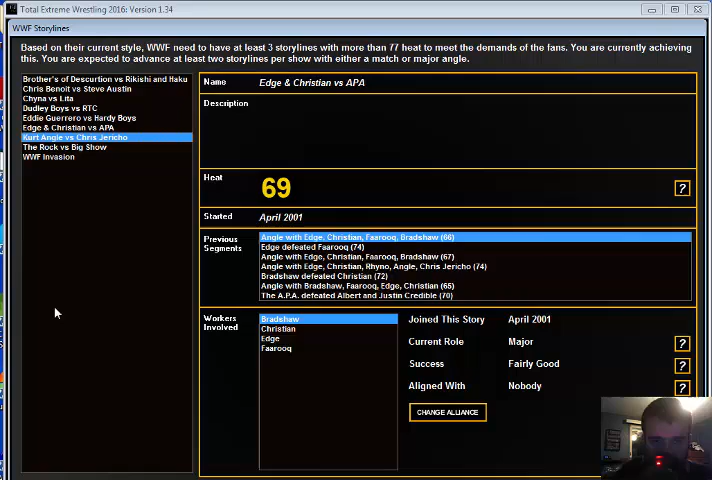 Total Extreme Wrestling 2016: Version 1.34
WWF Storylines
Based on their current style, WWF need to have at least 3 storylines with more than 77 heat to meet the demands of the fans. You are currently achieving
this. You are expected to advance at least two storylines per show with either a match or major angle.
Brother's of Descurtion vs Rikishi and Haku
Chris Benoit vs Steve Austin
Chyna vs Lita
Dudley Boys vs RTC
Eddie Guerrero vs Hardy Boys
Edge & Christian vs APA
Kurt Angle vs Chris Jericho
The Rock vs Big Show
WWF Invasion
Name
Edge & Christian vs APA
Description
Heat
69
?
Started
April 2001
Previous
Segments
Angle with Edge, Christian, Faarooq, Bradshaw (66)
Edge defeated Faarooq (74)
Angle with Edge, Christian, Faarooq, Bradshaw (67)
Angle with Edge, Christian, Rhyno, Angle, Chris Jericho (74)
Bradshaw defeated Christian (72)
Angle with Bradshaw, Faarooq, Edge, Christian (65)
The A.P.A. defeated Albert and Justin Credible (70)
Workers
Involved
Bradshaw
Christian
Edge
Faarooq
Joined This Story
April 2001
Current Role
Major
?
Success
Fairly Good
?
Aligned With
Nobody
?
CHANGE ALLIANCE